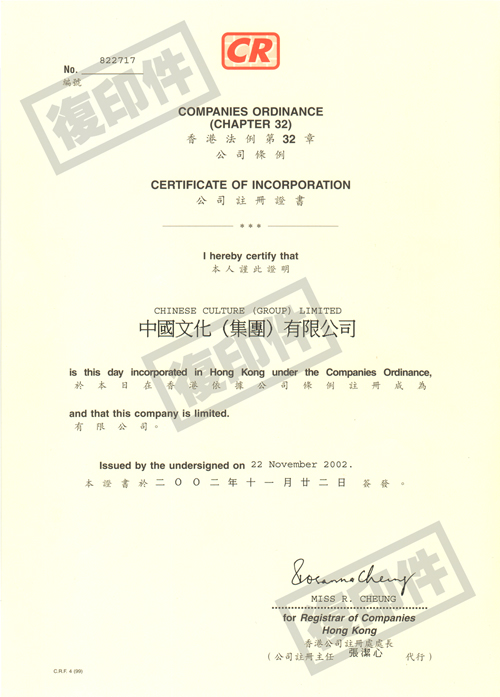 CR
No. 822717
編號
復印件
COMPANIES ORDINANCE
(CHAPTER 32)
香港法例第32章
公司條例
CERTIFICATE OF INCORPORATION
公司註冊證書
***
I hereby certify that
本人謹此證明
復印件
CHINESE CULTURE (GROUP) LIMITED
中國文化（集團）有限公司
is this day incorporated in Hong Kong under the Companies Ordinance,
於本日在香港依據公司條例註冊成為
and that this company is limited.
有限公司。
Issued by the undersigned on 22 November 2002.
本證書於二〇〇二年十一月廿二日簽發。
復印件
RosannaCheung
MISS R. CHEUNG
for Registrar of Companies
Hong Kong
香港公司註冊處處長
(公司註冊主任 張潔心 代行)
C.R.F. 4 (99)